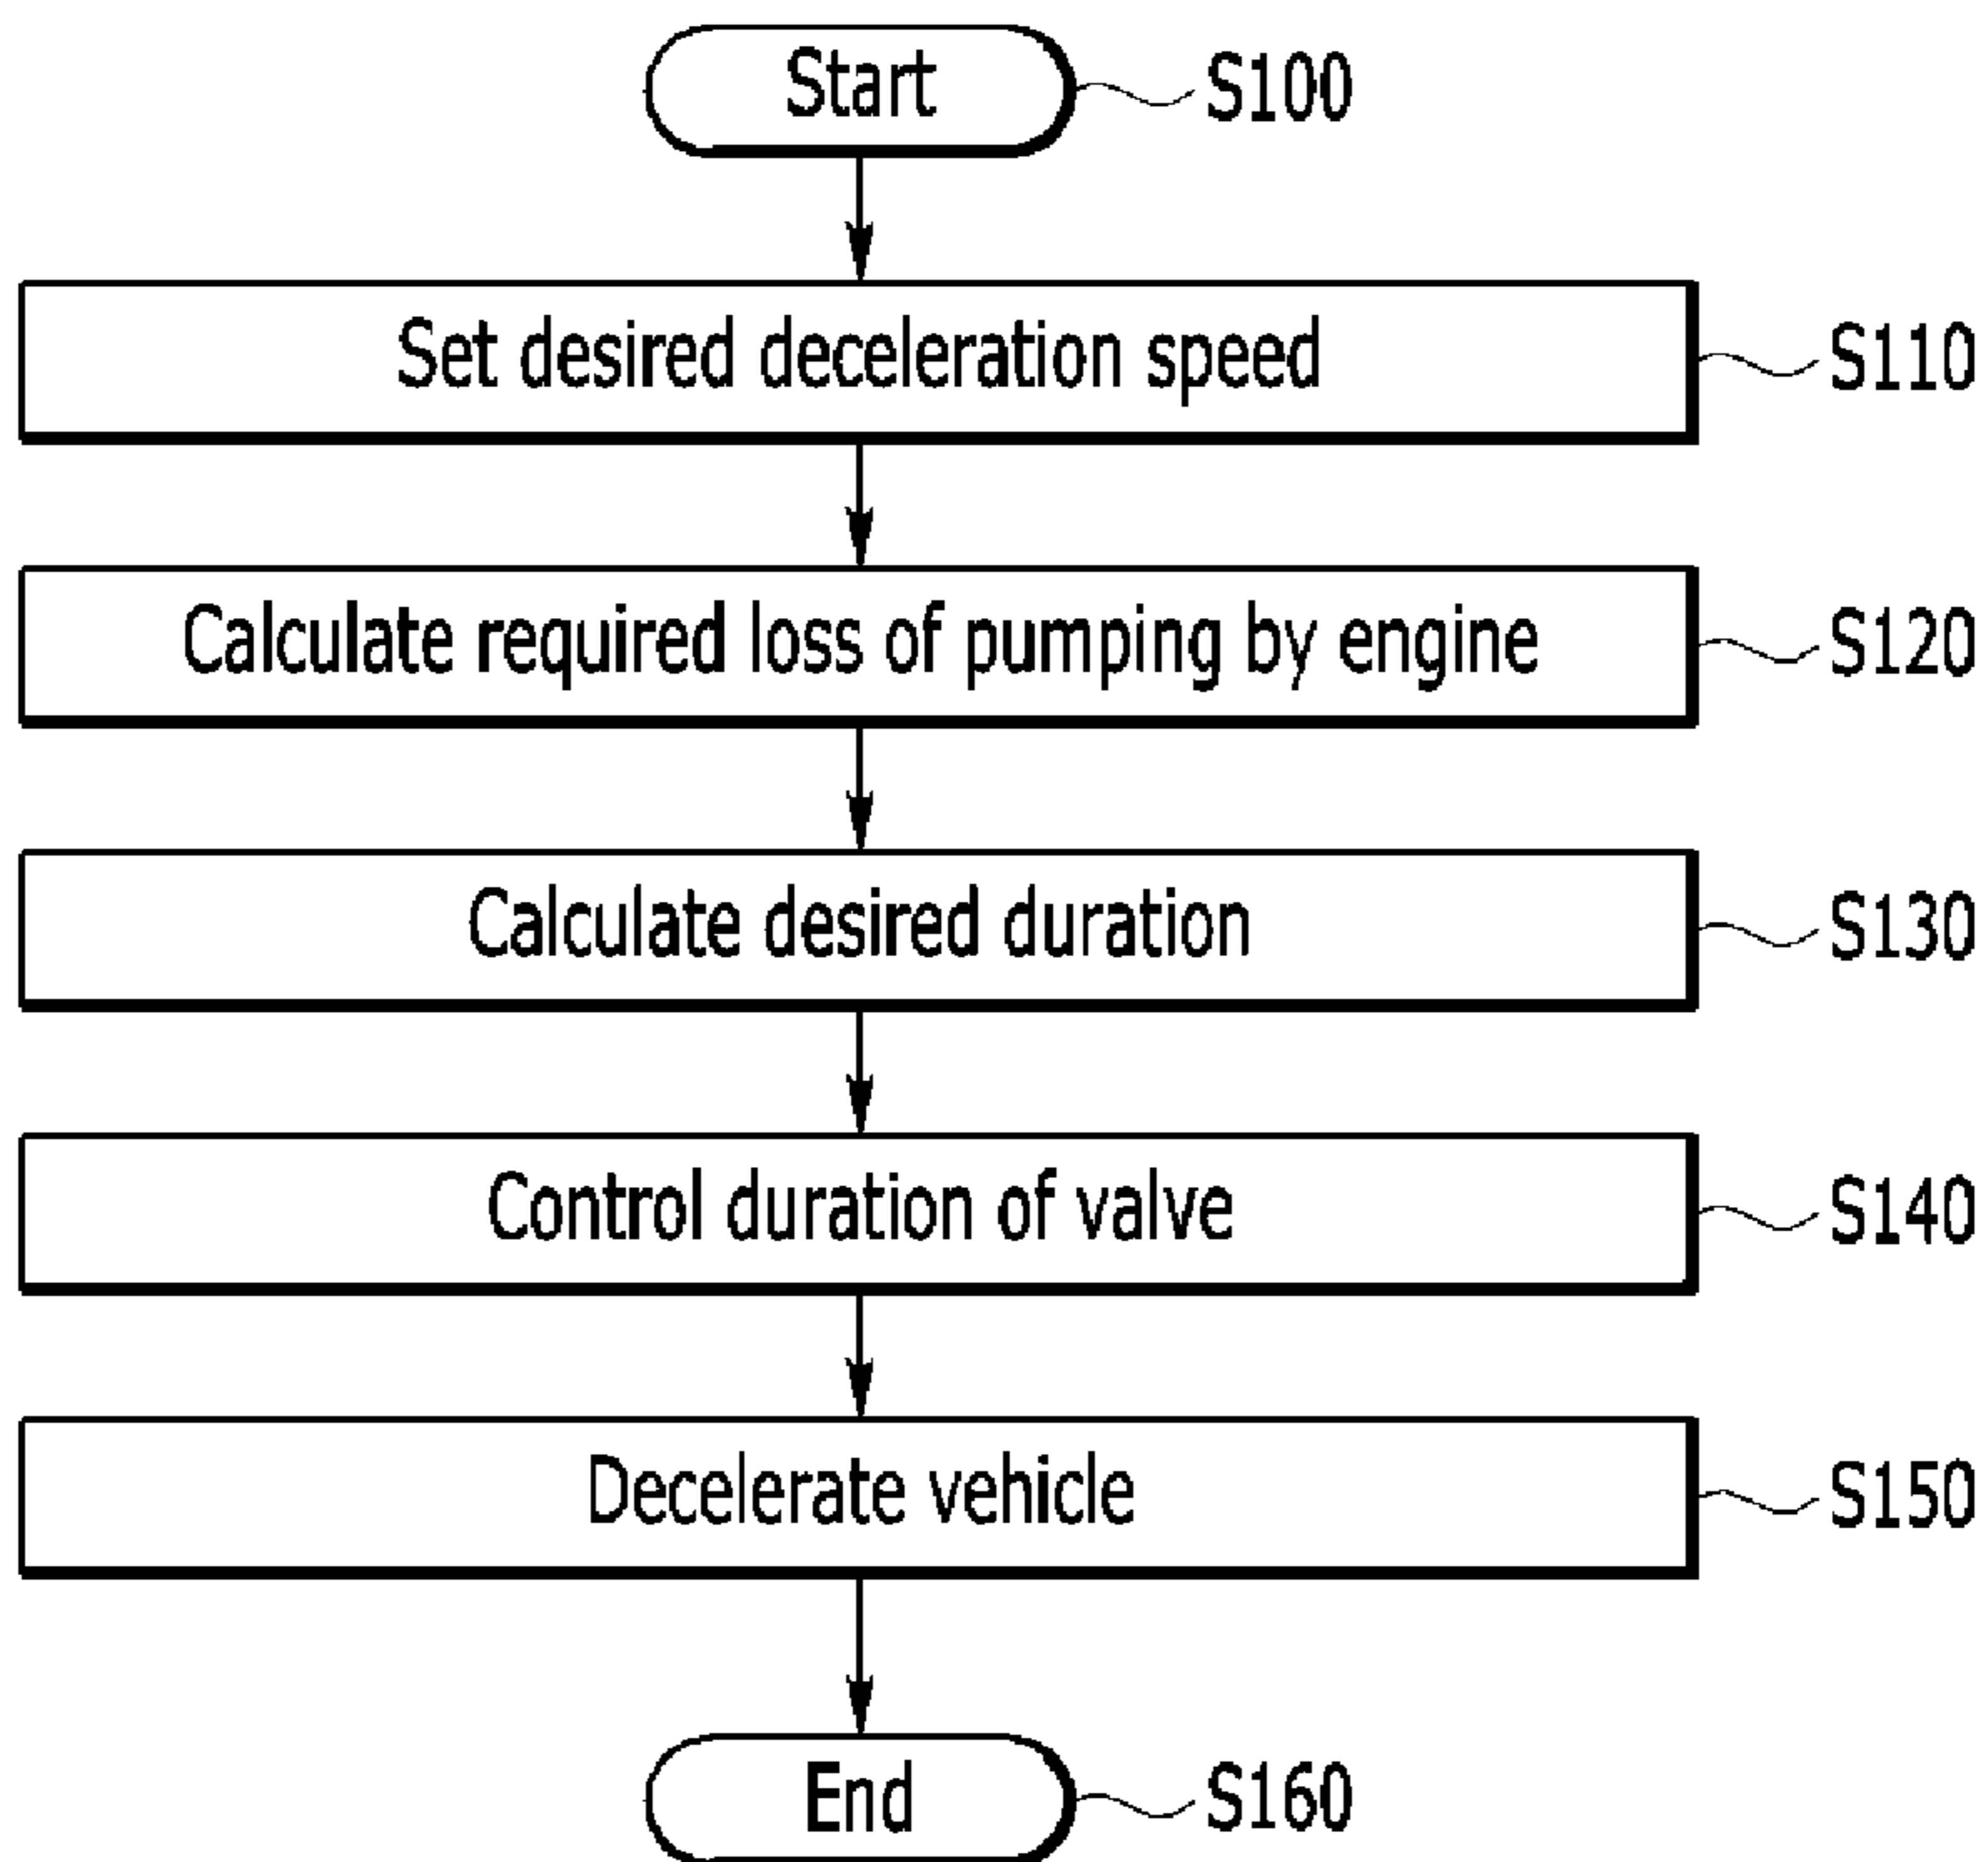 Start S100
Set desired deceleration speed S110
Calculate required loss of pumping by engine S120
Calculate desired duration S130
Control duration of valve S140
Decelerate vehicle S150
End S160